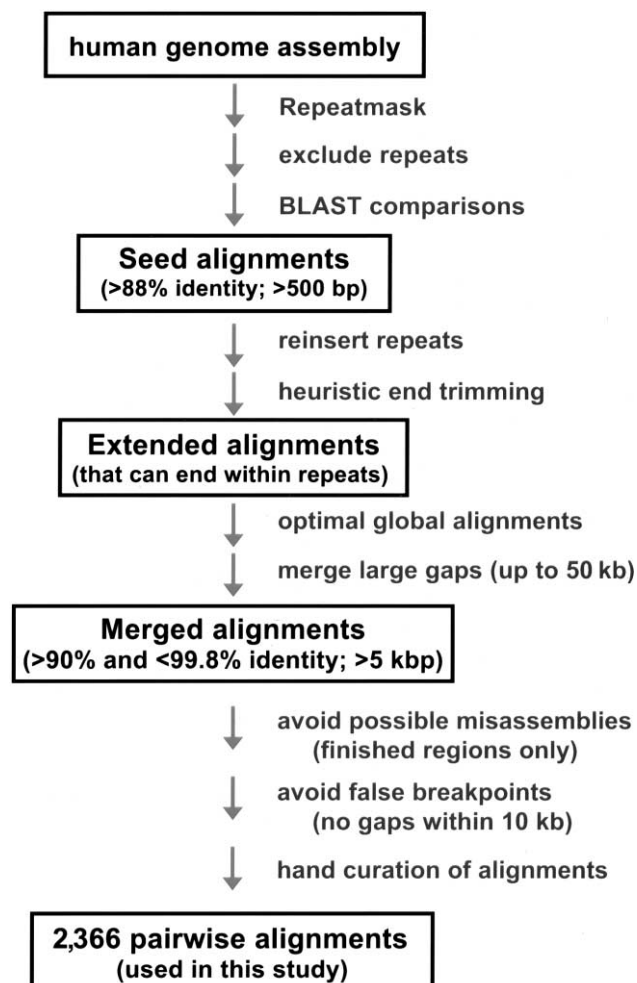 human genome assembly
Repeatmask
exclude repeats
BLAST comparisons
Seed alignments
(>88% identity; >500 bp)
reinsert repeats
heuristic end trimming
Extended alignments
(that can end within repeats)
optimal global alignments
merge large gaps (up to 50 kb)
Merged alignments
(>90% and <99.8% identity; >5 kbp)
avoid possible misassemblies
(finished regions only)
avoid false breakpoints
(no gaps within 10 kb)
hand curation of alignments
2,366 pairwise alignments
(used in this study)